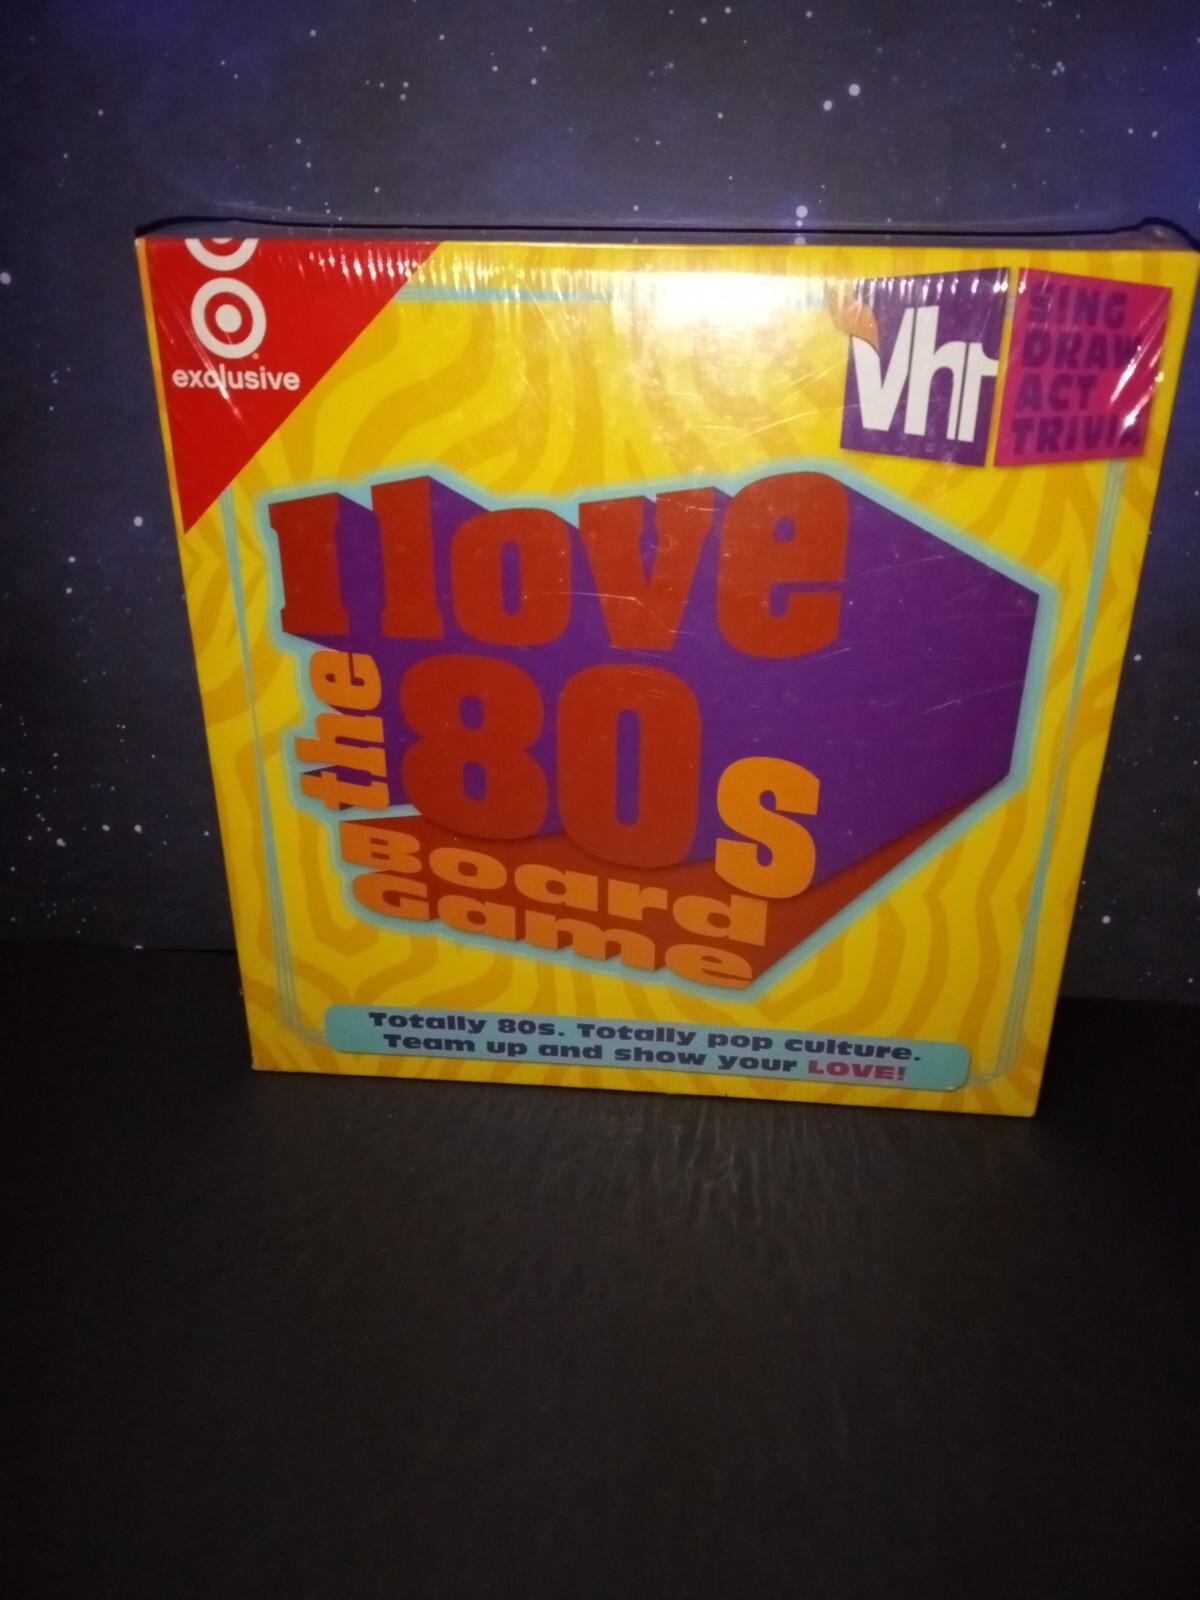 exclusive
vh1
SING
DRAW
ACT
TRIVIA
I love
the 80s
Board
Game
Totally 80s. Totally pop culture.
Team up and show your LOVE!